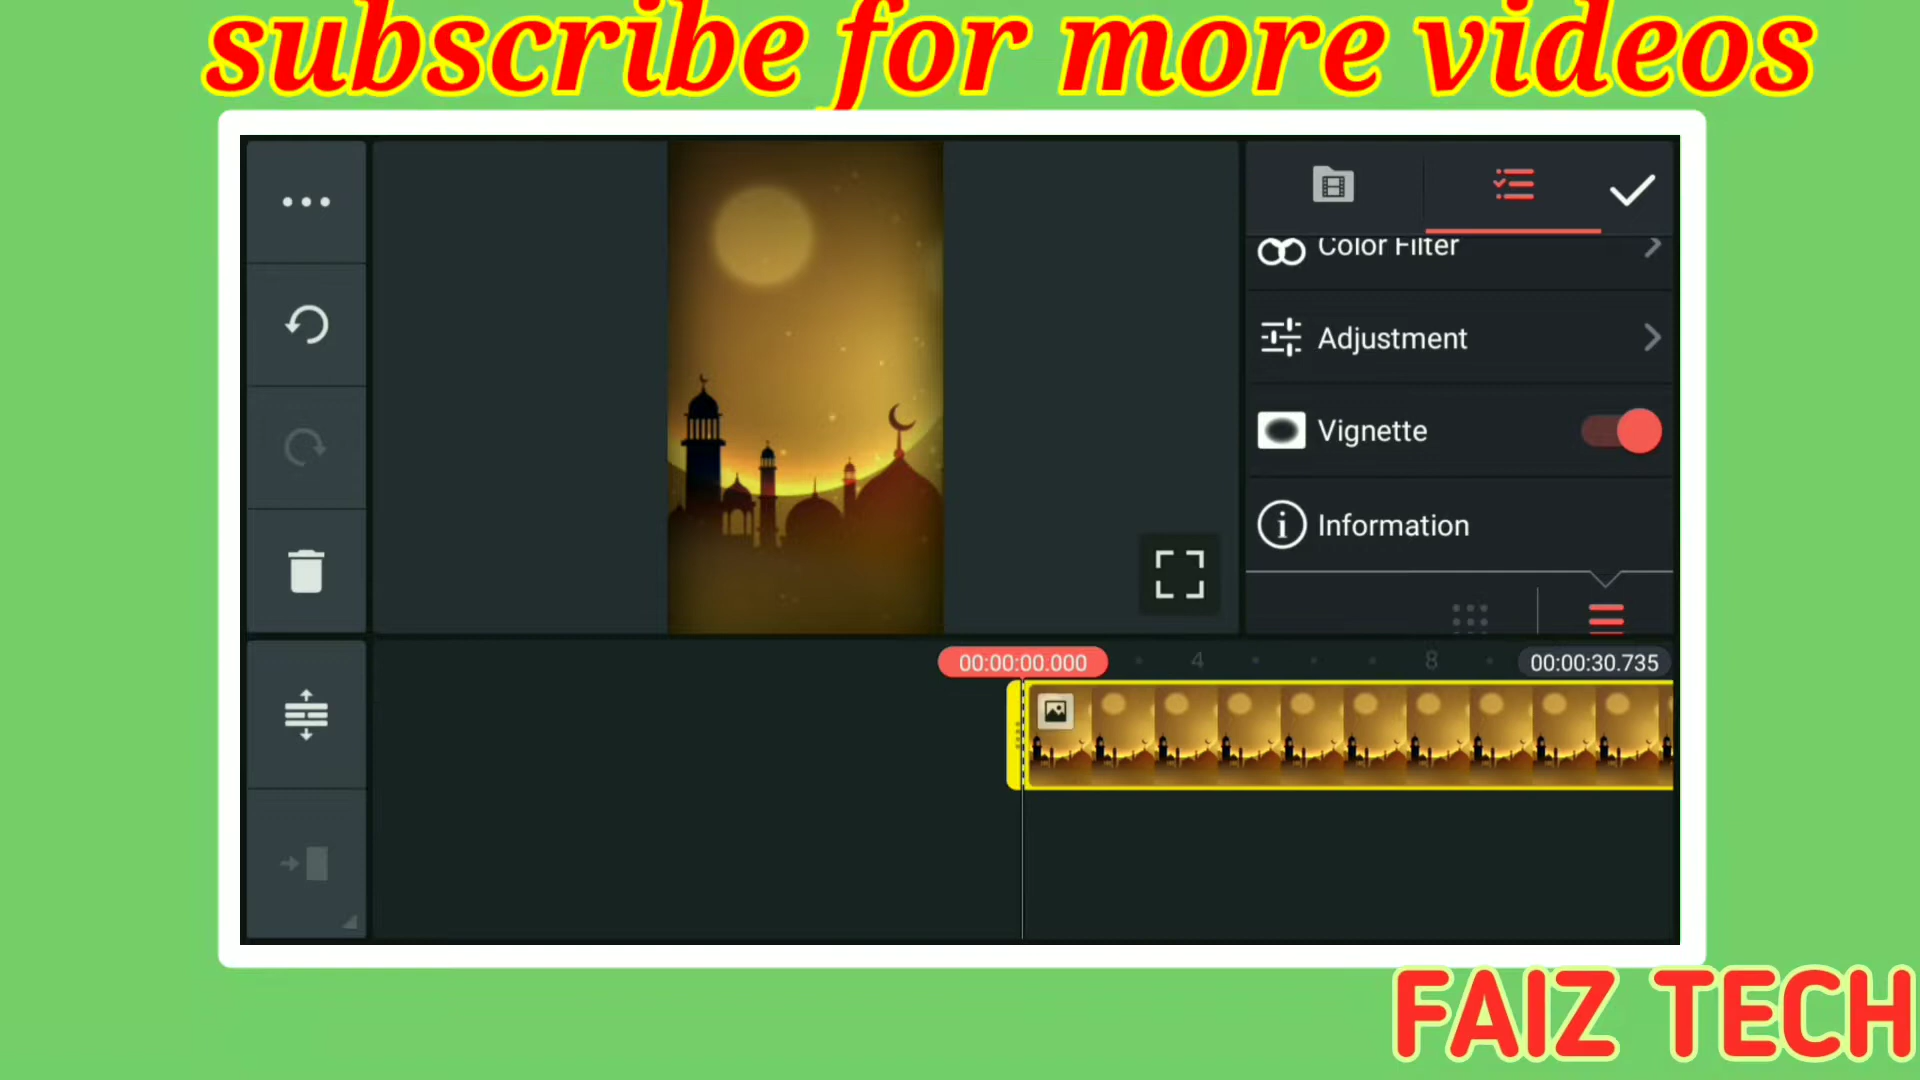 subscribe for more videos
Color Filter
Adjustment
Vignette
Information
00:00:00.000
4
8
00:00:30.735
FAIZ TECH